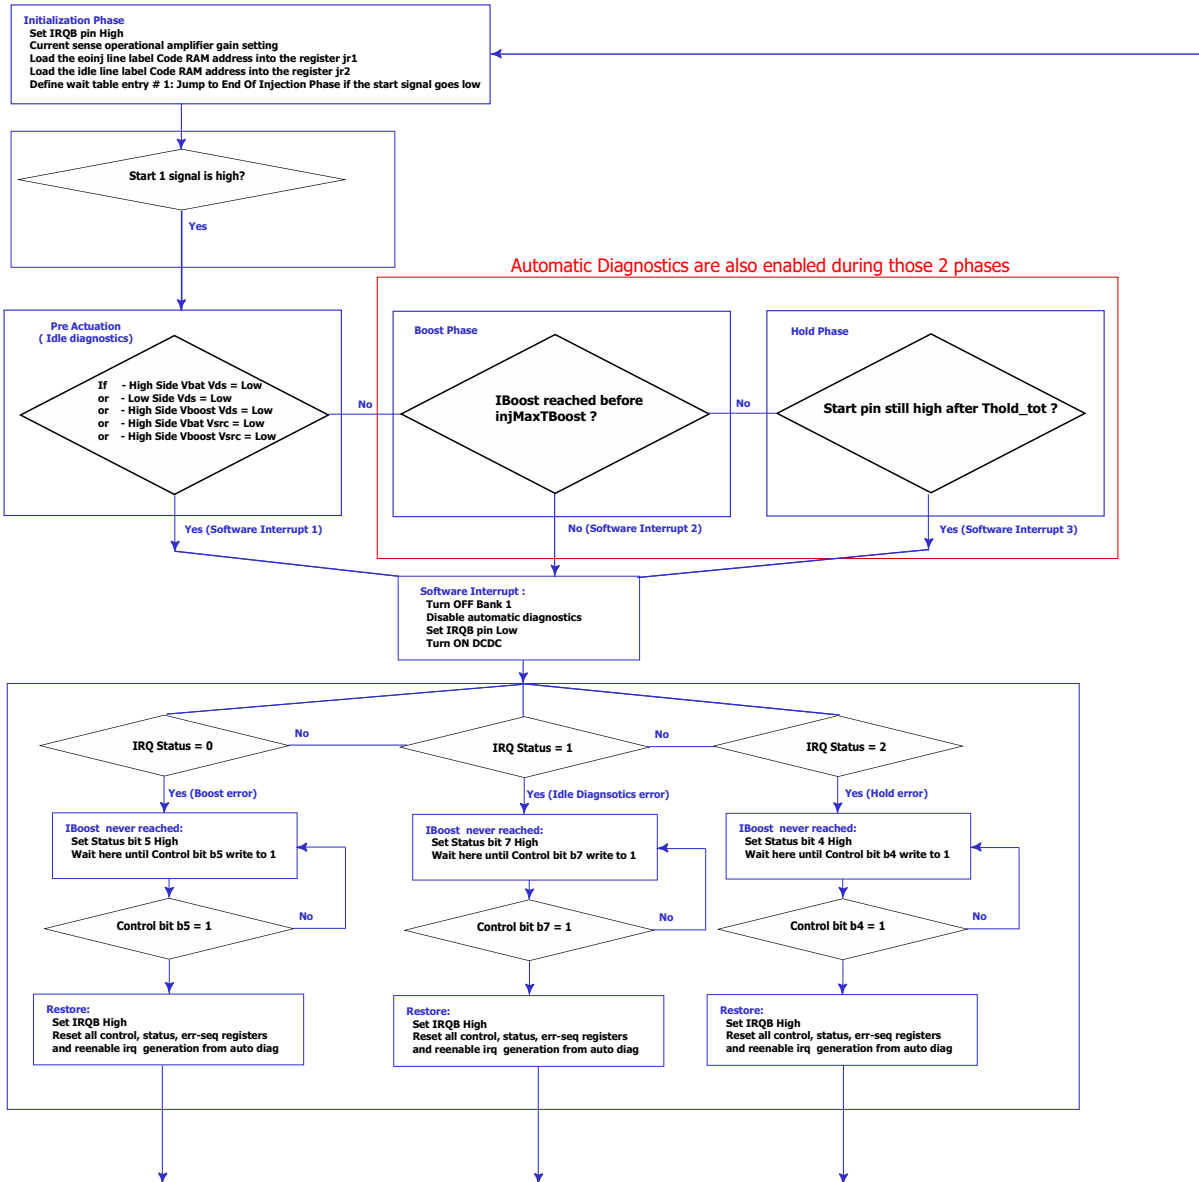 Initialization Phase
Set IRQB pin High
Current sense operational amplifier gain setting
Load the eoinj line label Code RAM address into the register jr1
Load the idle line label Code RAM address into the register jr2
Define wait table entry # 1: Jump to End Of Injection Phase if the start signal goes low
Start 1 signal is high?
Yes
Automatic Diagnostics are also enabled during those 2 phases
Pre Actuation
( Idle diagnostics)
If - High Side Vbat Vds = Low
or - Low Side Vds = Low
or - High Side Vboost Vds = Low
or - High Side Vbat Vsrc = Low
or - High Side Vboost Vsrc = Low
No
Boost Phase
IBoost reached before
injMaxTBoost ?
No
Hold Phase
Start pin still high after Thold_tot ?
Yes (Software Interrupt 1)
No (Software Interrupt 2)
Yes (Software Interrupt 3)
Software Interrupt :
Turn OFF Bank 1
Disable automatic diagnostics
Set IRQB pin Low
Turn ON DCDC
IRQ Status = 0
No
IRQ Status = 1
No
IRQ Status = 2
Yes (Boost error)
Yes (Idle Diagnsotics error)
Yes (Hold error)
IBoost never reached:
Set Status bit 5 High
Wait here until Control bit b5 write to 1
IBoost never reached:
Set Status bit 7 High
Wait here until Control bit b7 write to 1
IBoost never reached:
Set Status bit 4 High
Wait here until Control bit b4 write to 1
Control bit b5 = 1
No
Control bit b7 = 1
No
Control bit b4 = 1
No
Restore:
Set IRQB High
Reset all control, status, err-seq registers
and reenable irq generation from auto diag
Restore:
Set IRQB High
Reset all control, status, err-seq registers
and reenable irq generation from auto diag
Restore:
Set IRQB High
Reset all control, status, err-seq registers
and reenable irq generation from auto diag